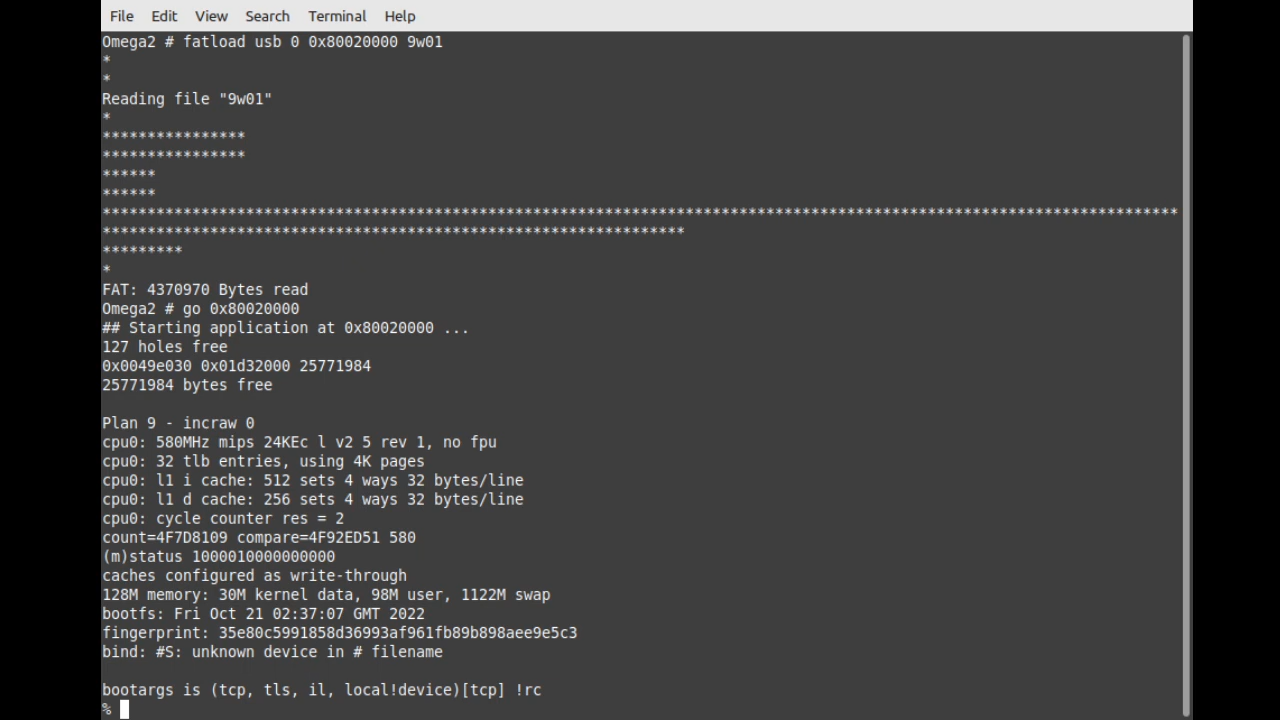 File Edit View Search Terminal Help
Omega2 # fatload usb 0 0x80020000 9w01
*
*
Reading file "9w01"
*
****************
****************
******
******
************************************************************************************************************************
*****************************************************************
*********
*
FAT: 4370970 Bytes read
Omega2 # go 0x80020000
## Starting application at 0x80020000 ...
127 holes free
0x0049e030 0x01d32000 25771984
25771984 bytes free
Plan 9 - incraw 0
cpu0: 580MHz mips 24KEc l v2 5 rev 1, no fpu
cpu0: 32 tlb entries, using 4K pages
cpu0: l1 i cache: 512 sets 4 ways 32 bytes/line
cpu0: l1 d cache: 256 sets 4 ways 32 bytes/line
cpu0: cycle counter res = 2
count=4F7D8109 compare=4F92ED51 580
(m)status 1000010000000000
caches configured as write-through
128M memory: 30M kernel data, 98M user, 1122M swap
bootfs: Fri Oct 21 02:37:07 GMT 2022
fingerprint: 35e80c5991858d36993af961fb89b898aee9e5c3
bind: #S: unknown device in # filename
bootargs is (tcp, tls, il, local!device)[tcp] !rc
%